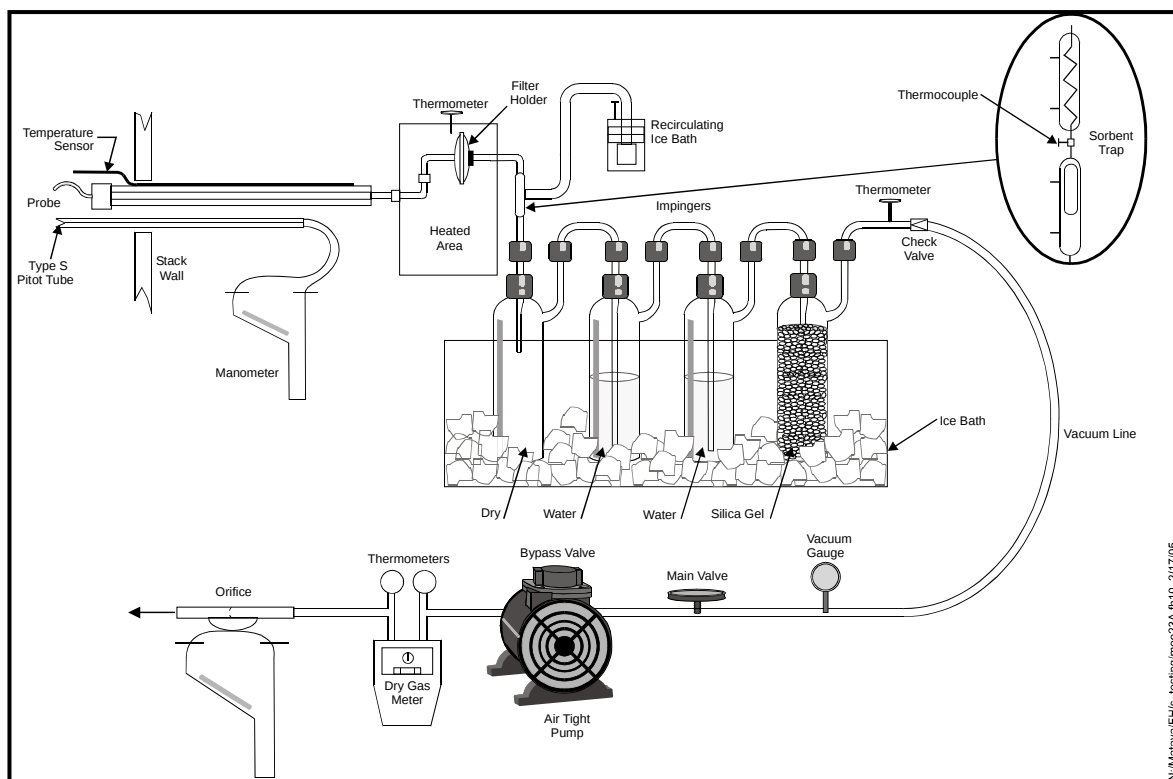 Filter
Holder
Thermometer
Temperature
Sensor
Recirculating
Ice Bath
Thermocouple
Sorbent
Trap
Probe
Heated
Area
Impingers
Thermometer
Check
Valve
Type S
Pitot Tube
Stack
Wall
Manometer
Ice Bath
Vacuum Line
Dry
Water
Water
Silica Gel
Thermometers
Bypass Valve
Main Valve
Vacuum
Gauge
Orifice
Dry Gas
Meter
Air Tight
Pump